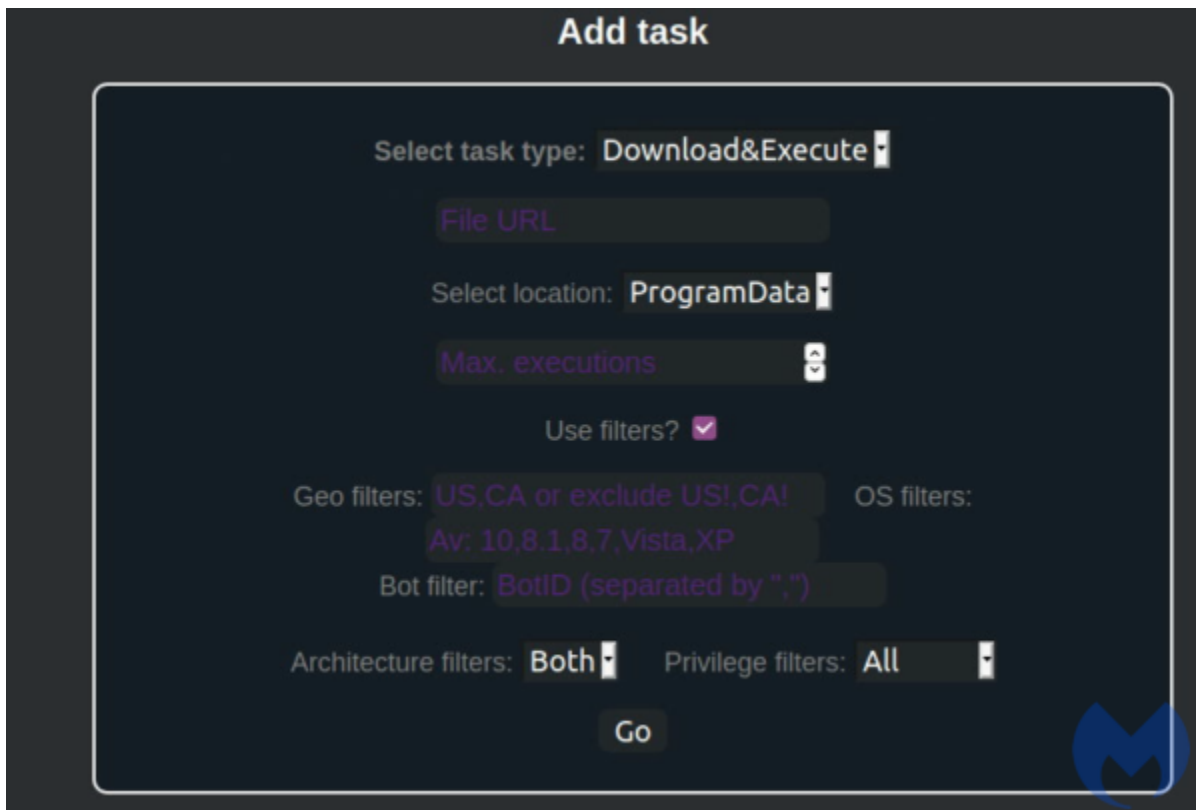 Add task
Select task type: Download&Execute
File URL
Select location: ProgramData
Max. executions
Use filters?
Geo filters: US,CA or exclude US!,CA! OS filters:
Av: 10,8.1,8,7,Vista,XP
Bot filter: BotID (separated by ",")
Architecture filters: Both Privilege filters: All
Go